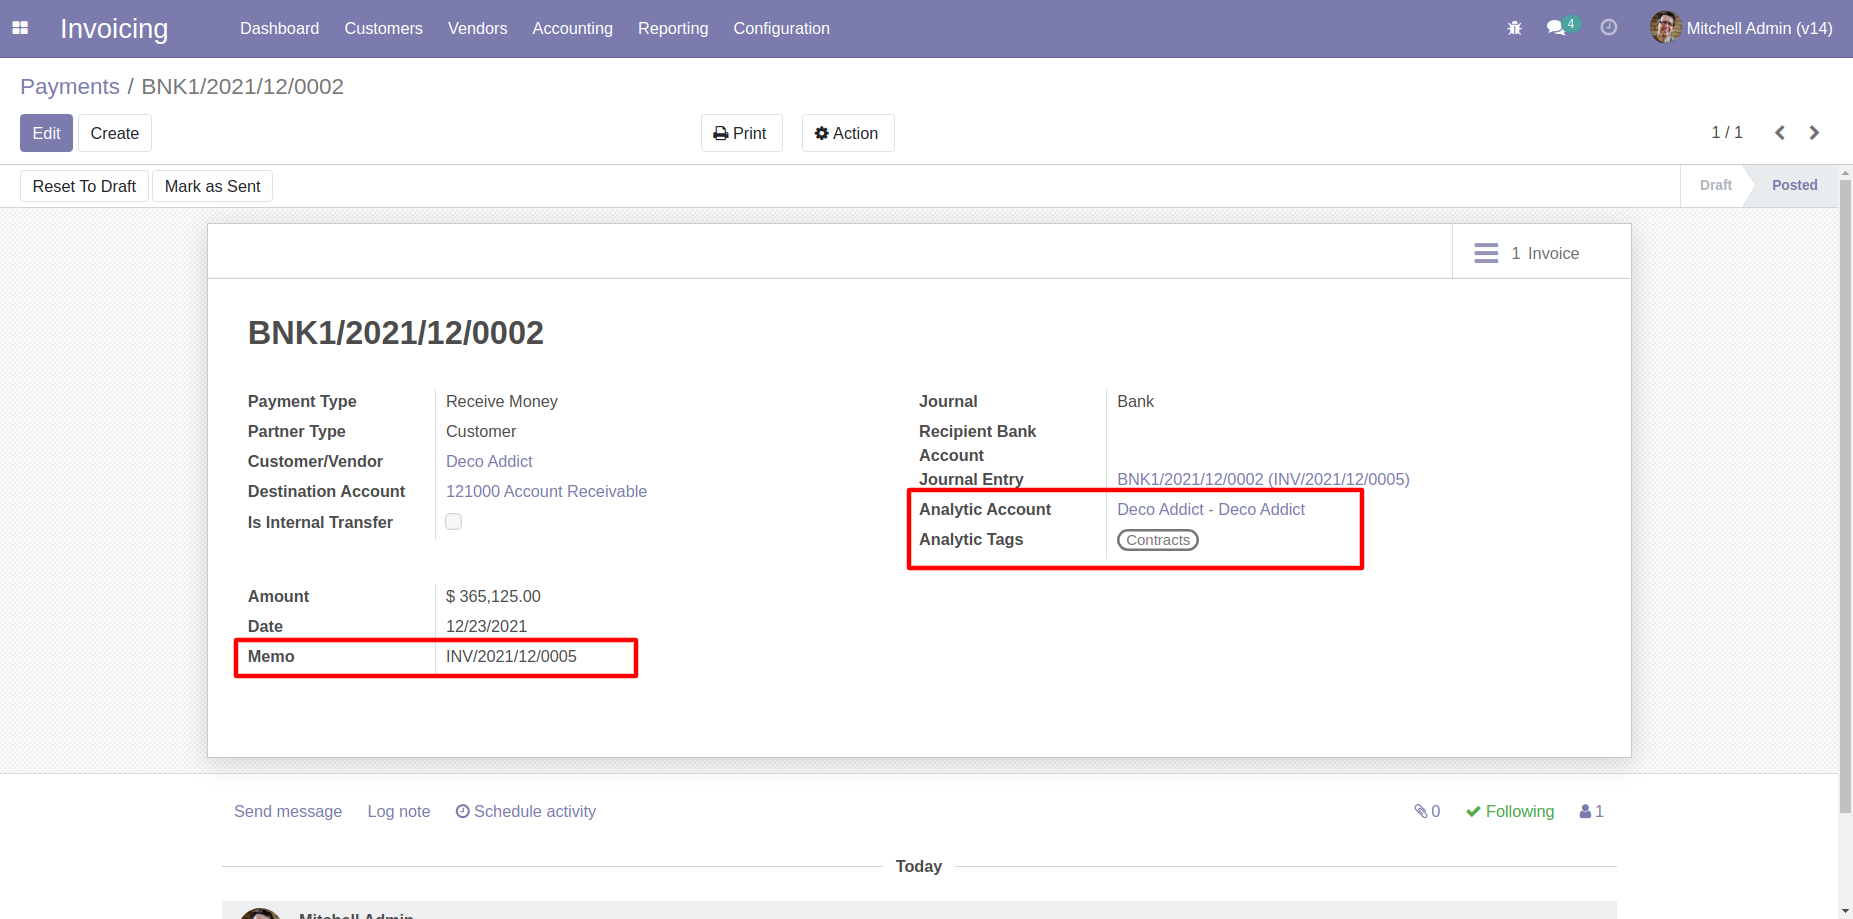 Invoicing Dashboard Customers Vendors Accounting Reporting Configuration 4 Mitchell Admin (v14)
Payments / BNK1/2021/12/0002
Edit Create Print Action 1 / 1
Reset To Draft Mark as Sent Draft Posted
1 Invoice
BNK1/2021/12/0002
Payment Type Receive Money
Partner Type Customer
Customer/Vendor Deco Addict
Destination Account 121000 Account Receivable
Is Internal Transfer
Journal Bank
Recipient Bank
Account
Journal Entry BNK1/2021/12/0002 (INV/2021/12/0005)
Analytic Account Deco Addict - Deco Addict
Analytic Tags Contracts
Amount $ 365,125.00
Date 12/23/2021
Memo INV/2021/12/0005
Send message Log note Schedule activity 0 Following 1
Today
Mitchell Admin